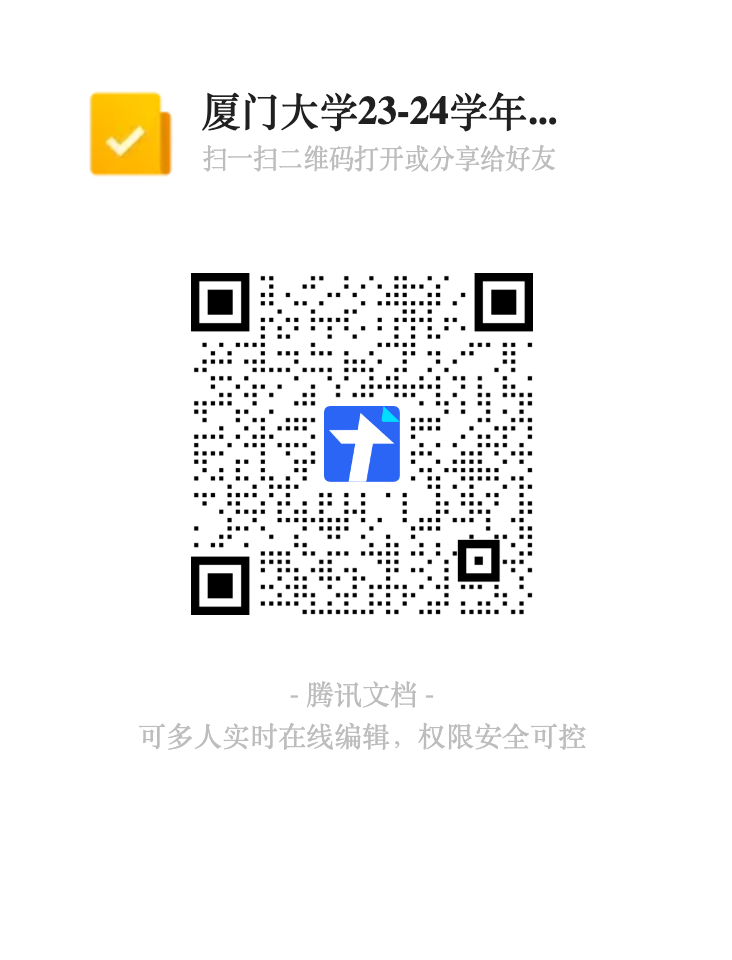 厦门大学23-24学年...
扫一扫二维码打开或分享给好友
- 腾讯文档 -
可多人实时在线编辑，权限安全可控